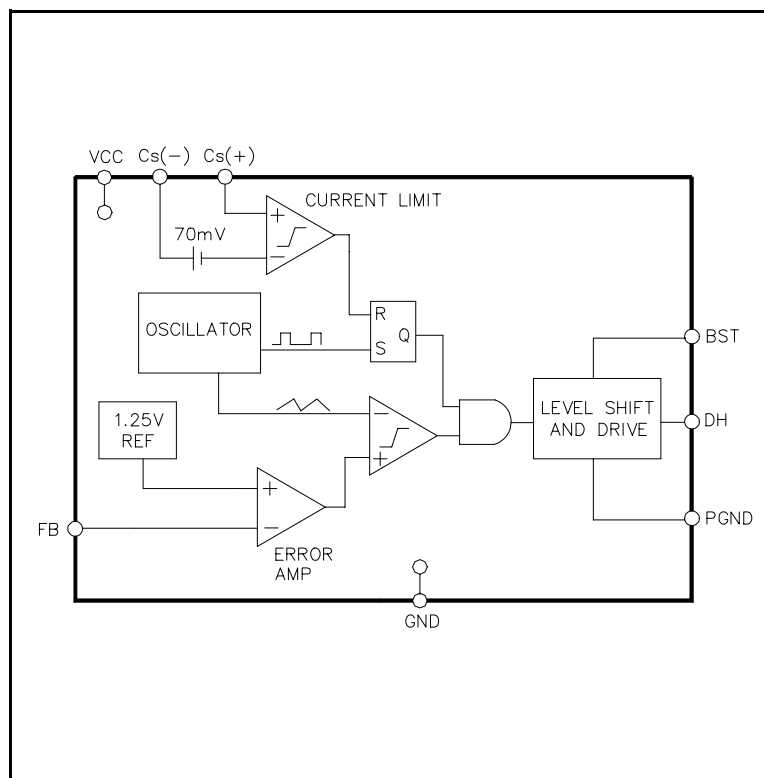 VCC
Cs(−)
Cs(+)
CURRENT LIMIT
70mV
+
−
OSCILLATOR
R
S
Q
BST
1.25V
REF
−
+
LEVEL SHIFT
AND DRIVE
DH
+
−
FB
ERROR
AMP
PGND
GND